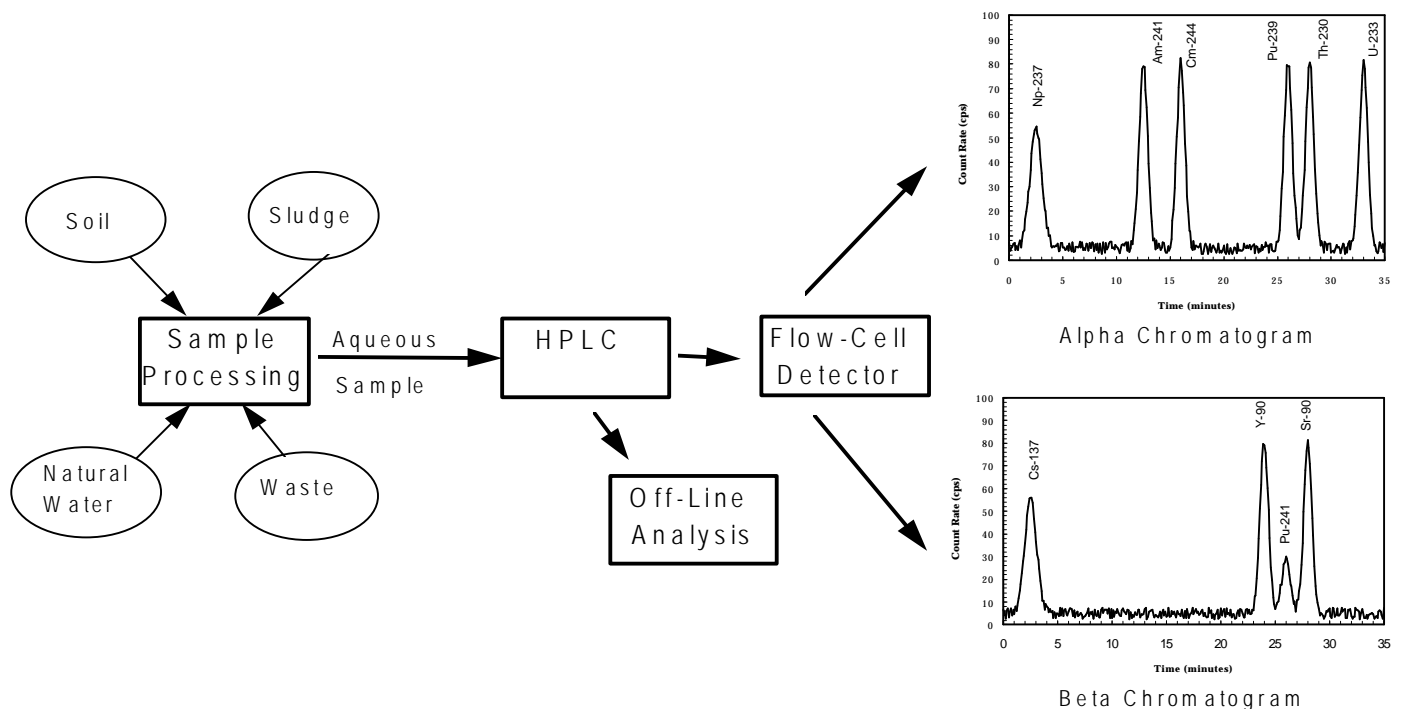 Soil
Sludge
Sample
Processing
Natural
Water
Waste
Aqueous
Sample
HPLC
Off-Line
Analysis
Flow-Cell
Detector
100
90
80
70
60
50
40
30
20
10
0
Count Rate (cps)
Np-237
Am-241
Cm-244
Pu-239
Th-230
U-233
0 5 10 15 20 25 30 35
Time (minutes)
Alpha Chromatogram
100
90
80
70
60
50
40
30
20
10
0
Count Rate (cps)
Cs-137
Y-90
Pu-241
Sr-90
0 5 10 15 20 25 30 35
Time (minutes)
Beta Chromatogram